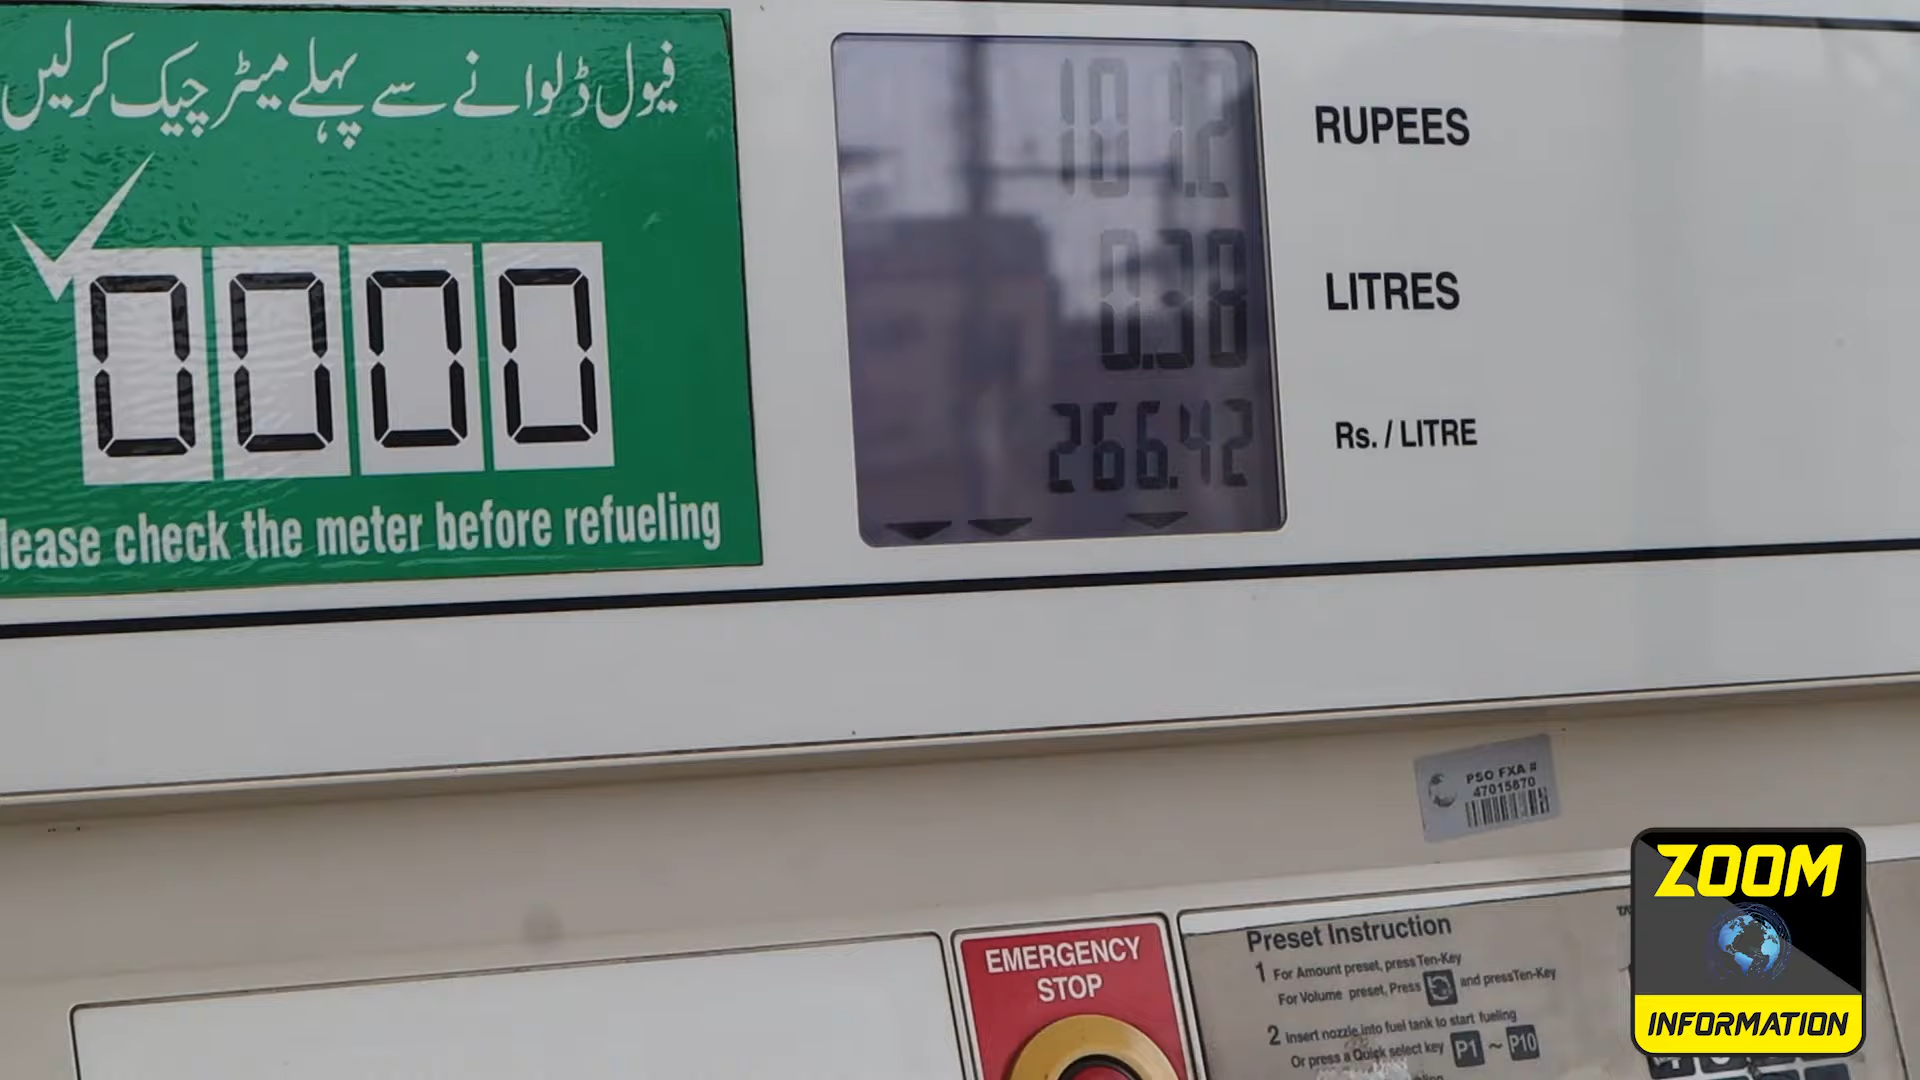 فیول ڈلوانے سے پہلے میٹر چیک کرلیں
0000
lease check the meter before refueling
101.2
RUPEES
0.38
LITRES
266.42
Rs. / LITRE
PSO FXA #
47015870
EMERGENCY
STOP
Preset Instruction
1 For Amount preset, press Ten-Key
For Volume preset, Press and press Ten-Key
2 Insert nozzle into fuel tank to start fueling
Or press a Quick select key P1 ~ P10
ZOOM
INFORMATION